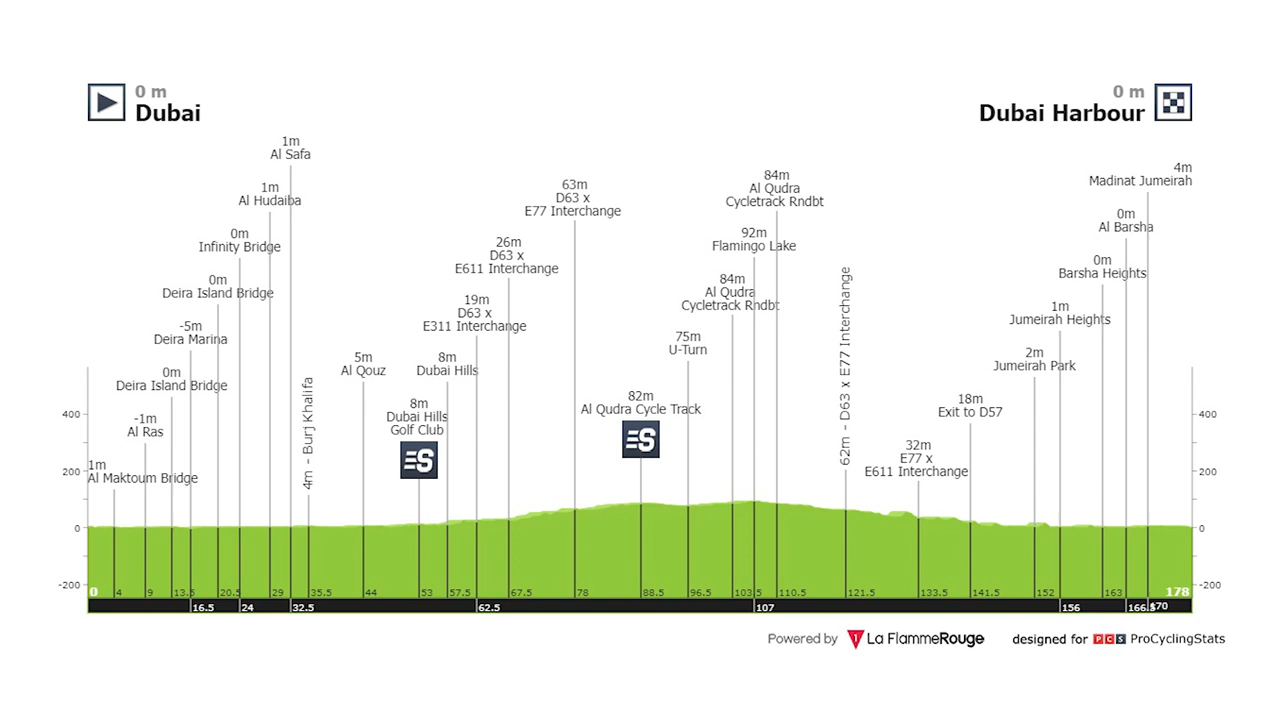 0 m
Dubai
0 m
Dubai Harbour
1m
Al Maktoum Bridge
-1m
Al Ras
0m
Deira Island Bridge
-5m
Deira Marina
0m
Deira Island Bridge
0m
Infinity Bridge
1m
Al Hudaiba
1m
Al Safa
4m - Burj Khalifa
5m
Al Qouz
8m
Dubai Hills
Golf Club
S
8m
Dubai Hills
19m
D63 x
E311 Interchange
26m
D63 x
E611 Interchange
63m
D63 x
E77 Interchange
82m
Al Qudra Cycle Track
S
75m
U-Turn
84m
Al Qudra
Cycletrack Rndbt
92m
Flamingo Lake
84m
Al Qudra
Cycletrack Rndbt
62m - D63 x E77 Interchange
32m
E77 x
E611 Interchange
18m
Exit to D57
2m
Jumeirah Park
1m
Jumeirah Heights
0m
Barsha Heights
0m
Al Barsha
4m
Madinat Jumeirah
400
200
0
-200
400
200
0
-200
0 4 9 13.5 20.5 29 35.5 44 53 57.5 67.5 78 88.5 96.5 103.5 110.5 121.5 133.5 141.5 152 163 178
16.5 24 32.5 62.5 107 156 166.5 170
Powered by La FlammeRouge designed for PCS ProCyclingStats